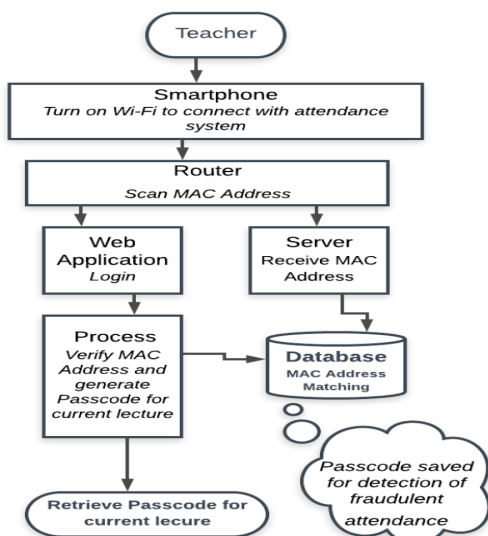 Teacher
Smartphone
Turn on Wi-Fi to connect with attendance
system
Router
Scan MAC Address
Web
Application
Login
Server
Receive MAC
Address
Process
Verify MAC
Address and
generate
Passcode for
current lecture
Database
MAC Address
Matching
Passcode saved
for detection of
fraudulent
attendance
Retrieve Passcode for
current lecure